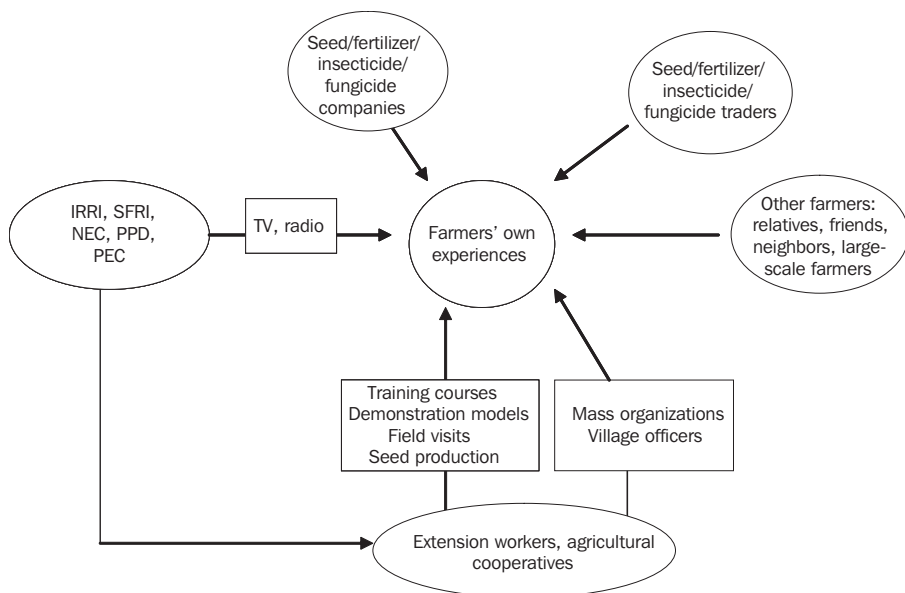 Seed/fertilizer/
insecticide/
fungicide
companies
Seed/fertilizer/
insecticide/
fungicide traders
IRRI, SFRI,
NEC, PPD,
PEC
TV, radio
Farmers’ own
experiences
Other farmers:
relatives, friends,
neighbors, large-
scale farmers
Training courses
Demonstration models
Field visits
Seed production
Mass organizations
Village officers
Extension workers, agricultural
cooperatives